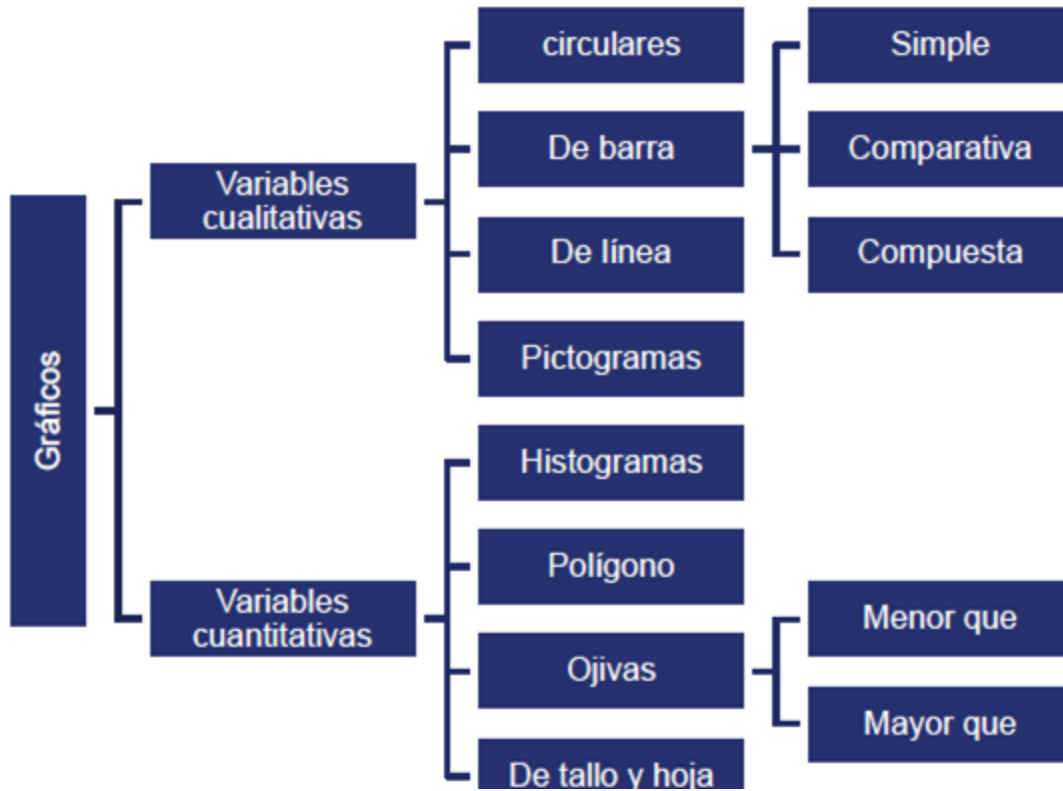 Gráficos
Variables
cualitativas
circulares
De barra
Simple
Comparativa
Compuesta
De línea
Pictogramas
Variables
cuantitativas
Histogramas
Polígono
Ojivas
Menor que
Mayor que
De tallo y hoja